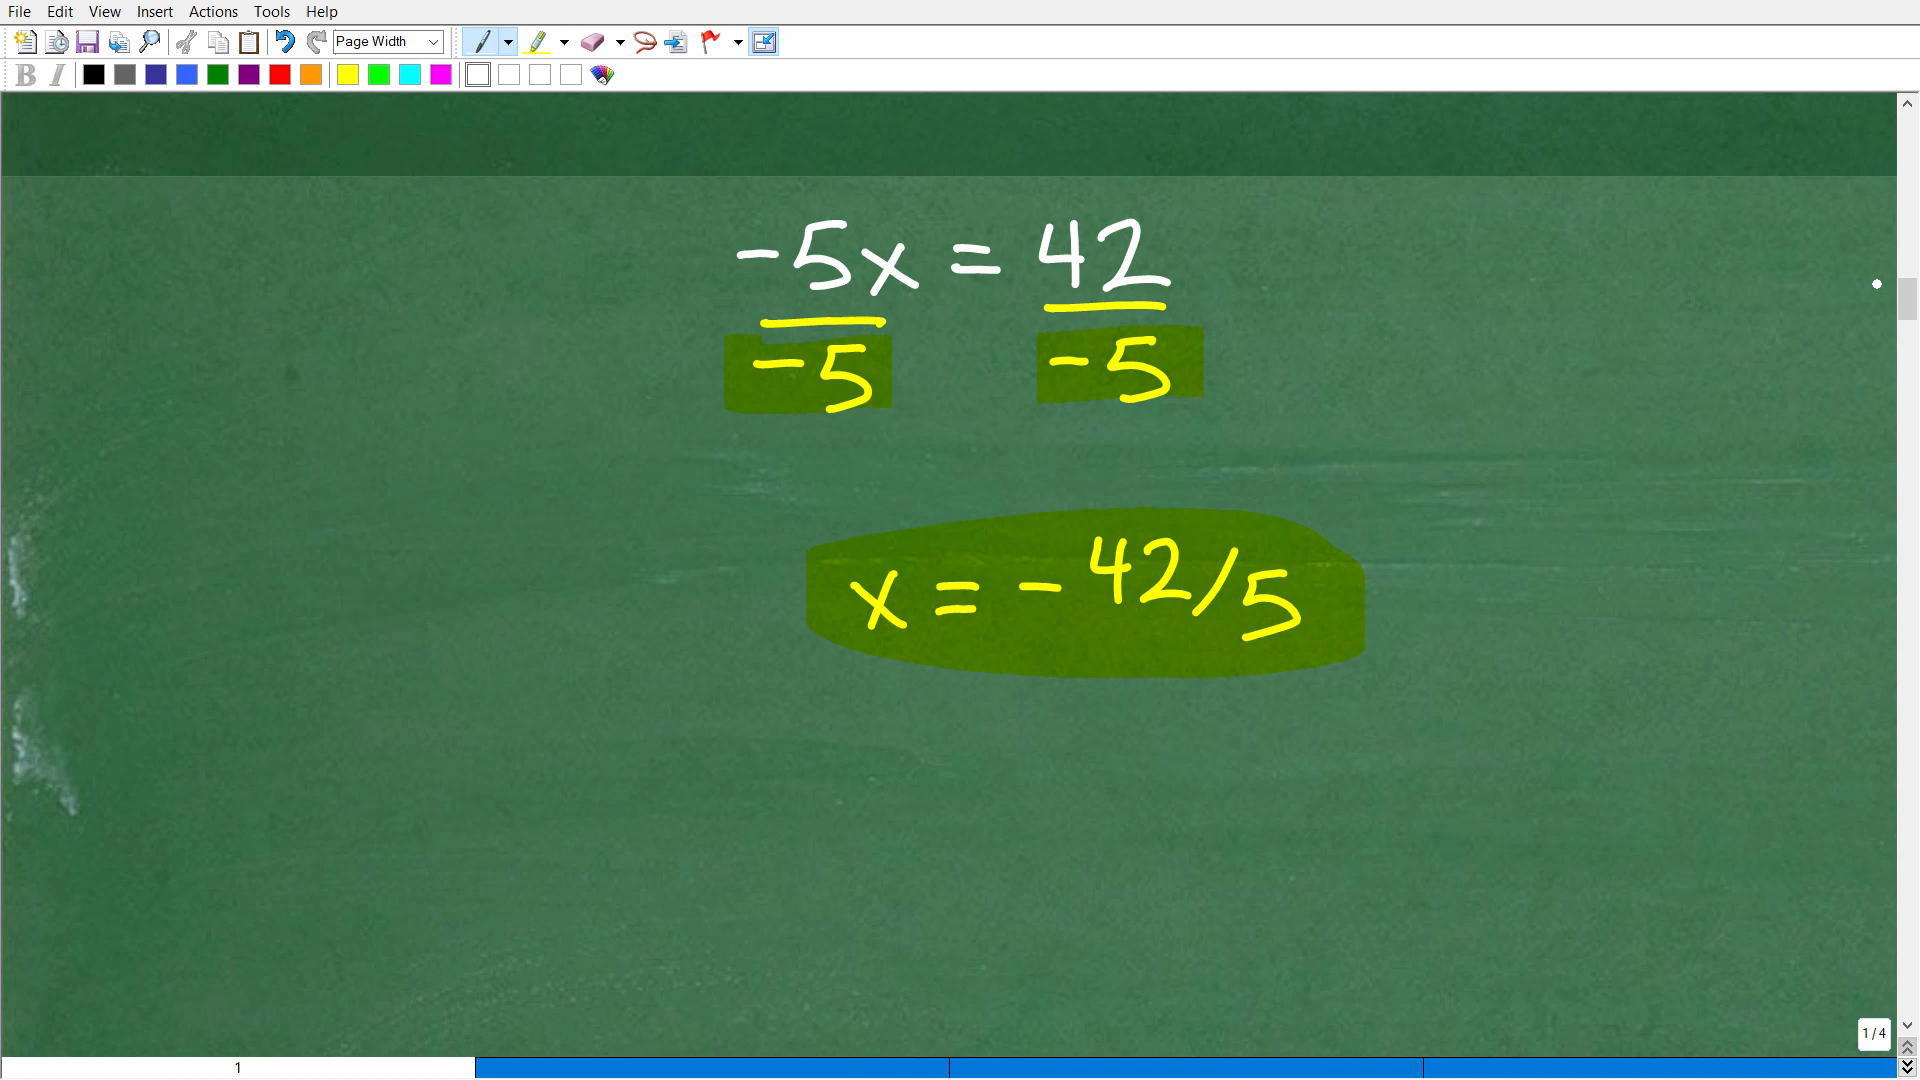 File Edit View Insert Actions Tools Help
Page Width
B I
-5x = 42
-5 -5
x = - 42/5
1 / 4
1